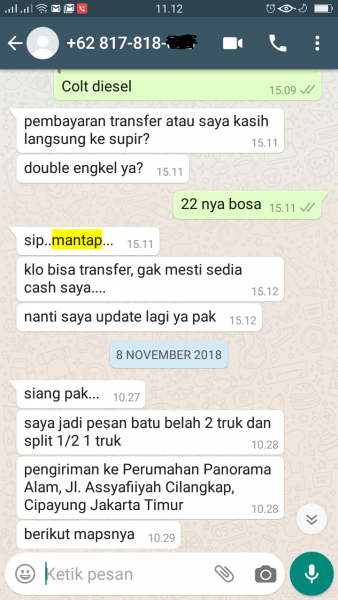 11.12
+62 817-818-
Colt diesel
15.09
pembayaran transfer atau saya kasih
langsung ke supir?
15.11
double engkel ya?
15.11
22 nya bosa
15.11
sip..mantap...
15.11
klo bisa transfer, gak mesti sedia
cash saya....
15.12
nanti saya update lagi ya pak
15.12
8 NOVEMBER 2018
siang pak...
10.27
saya jadi pesan batu belah 2 truk dan
split 1/2 1 truk
10.28
pengiriman ke Perumahan Panorama
Alam, Jl. Assyafiiyah Cilangkap,
Cipayung Jakarta Timur
10.28
berikut mapsnya
10.29
Ketik pesan